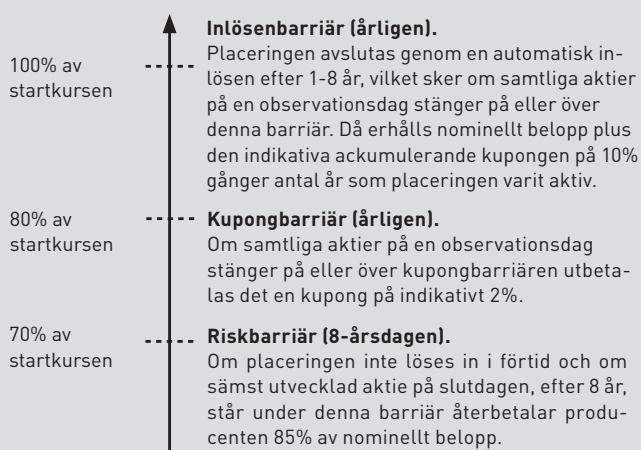 Inlösenbarriär (årligen).
100% av
startkursen
Placeringen avslutas genom en automatisk in-
lösen efter 1-8 år, vilket sker om samtliga aktier
på en observationsdag stänger på eller över
denna barriär. Då erhålls nominellt belopp plus
den indikativa ackumulerande kupongen på 10%
gånger antal år som placeringen varit aktiv.
80% av
startkursen
Kupongbarriär (årligen).
Om samtliga aktier på en observationsdag
stänger på eller över kupongbarriären utbeta-
las det en kupong på indikativt 2%.
70% av
startkursen
Riskbarriär (8-årsdagen).
Om placeringen inte löses in i förtid och om
sämst utvecklad aktie på slutdagen, efter 8 år,
står under denna barriär återbetalar produ-
centen 85% av nominellt belopp.